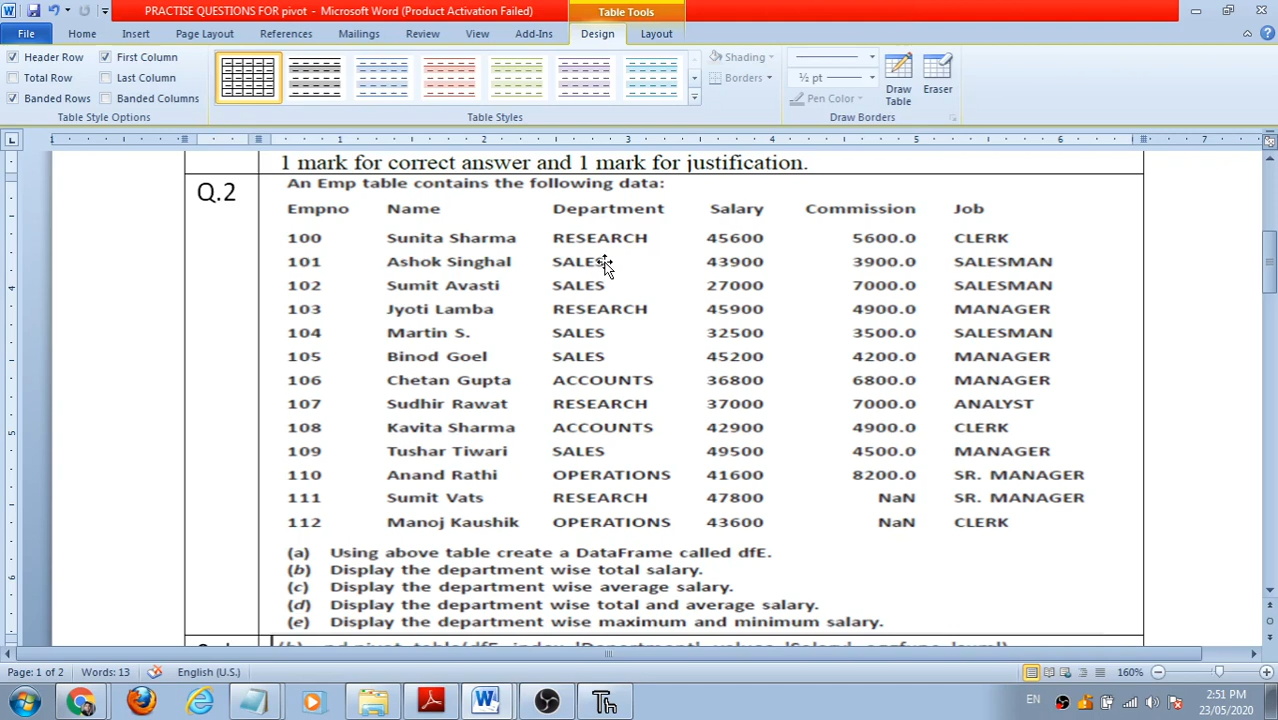 PRACTISE QUESTIONS FOR pivot - Microsoft Word (Product Activation Failed)
Table Tools
File Home Insert Page Layout References Mailings Review View Add-Ins Design Layout
Header Row First Column
Total Row Last Column
Banded Rows Banded Columns
Table Style Options
Table Styles
Shading
Borders
½ pt
Pen Color
Draw Table
Eraser
Draw Borders
1 2 3 4 5 6 7
1 mark for correct answer and 1 mark for justification.
Q.2
An Emp table contains the following data:
Empno Name Department Salary Commission Job
100 Sunita Sharma RESEARCH 45600 5600.0 CLERK
101 Ashok Singhal SALES 43900 3900.0 SALESMAN
102 Sumit Avasti SALES 27000 7000.0 SALESMAN
103 Jyoti Lamba RESEARCH 45900 4900.0 MANAGER
104 Martin S. SALES 32500 3500.0 SALESMAN
105 Binod Goel SALES 45200 4200.0 MANAGER
106 Chetan Gupta ACCOUNTS 36800 6800.0 MANAGER
107 Sudhir Rawat RESEARCH 37000 7000.0 ANALYST
108 Kavita Sharma ACCOUNTS 42900 4900.0 CLERK
109 Tushar Tiwari SALES 49500 4500.0 MANAGER
110 Anand Rathi OPERATIONS 41600 8200.0 SR. MANAGER
111 Sumit Vats RESEARCH 47800 NaN SR. MANAGER
112 Manoj Kaushik OPERATIONS 43600 NaN CLERK
(a) Using above table create a DataFrame called dfE.
(b) Display the department wise total salary.
(c) Display the department wise average salary.
(d) Display the department wise total and average salary.
(e) Display the department wise maximum and minimum salary.
Page: 1 of 2 Words: 13 English (U.S.) 160%
EN
2:51 PM
23/05/2020